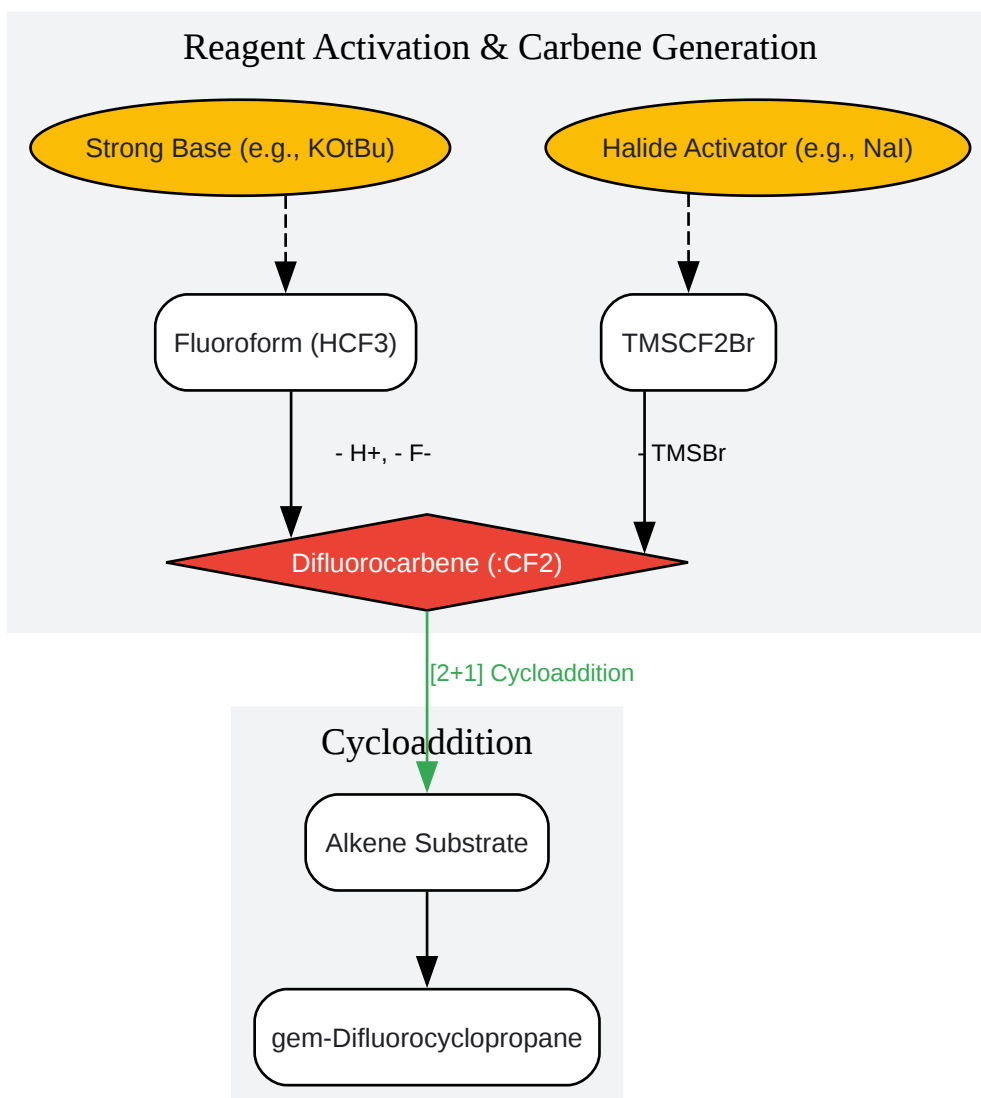 Reagent Activation & Carbene Generation
Strong Base (e.g., KOtBu)
Halide Activator (e.g., NaI)
Fluoroform (HCF3)
TMSCF2Br
- H+, - F-
- TMSBr
Difluorocarbene (:CF2)
[2+1] Cycloaddition
Cycloaddition
Alkene Substrate
gem-Difluorocyclopropane